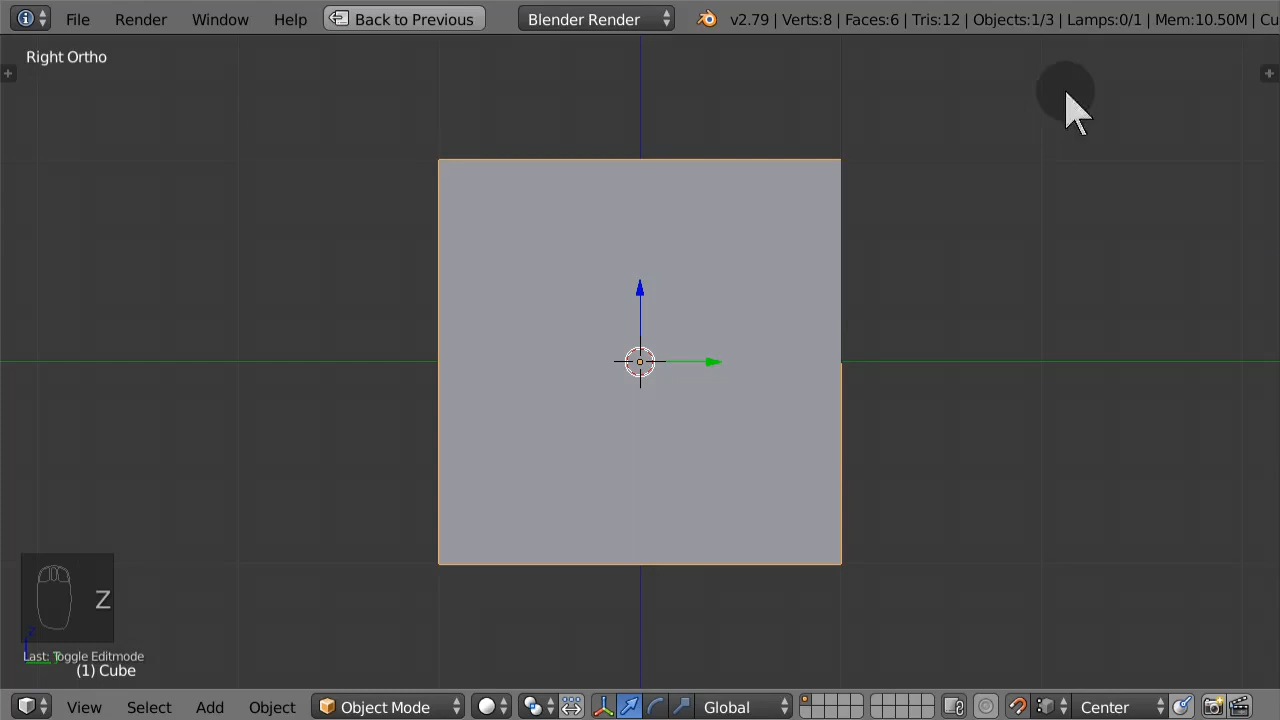 File Render Window Help Back to Previous Blender Render v2.79 | Verts:8 | Faces:6 | Tris:12 | Objects:1/3 | Lamps:0/1 | Mem:10.50M | Cu
Right Ortho
Z
Last: Toggle Editmode
(1) Cube
View Select Add Object Object Mode Global Center